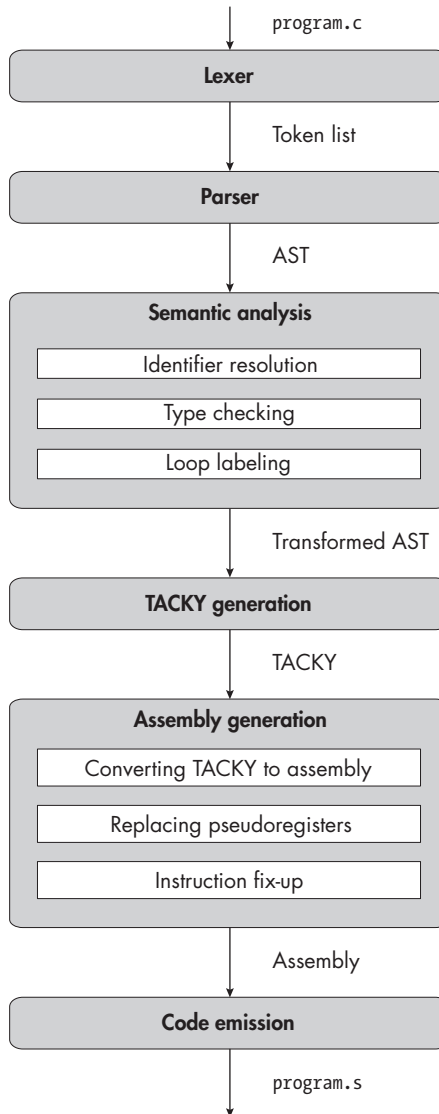 program.c
Lexer
Token list
Parser
AST
Semantic analysis
Identifier resolution
Type checking
Loop labeling
Transformed AST
TACKY generation
TACKY
Assembly generation
Converting TACKY to assembly
Replacing pseudoregisters
Instruction fix-up
Assembly
Code emission
program.s